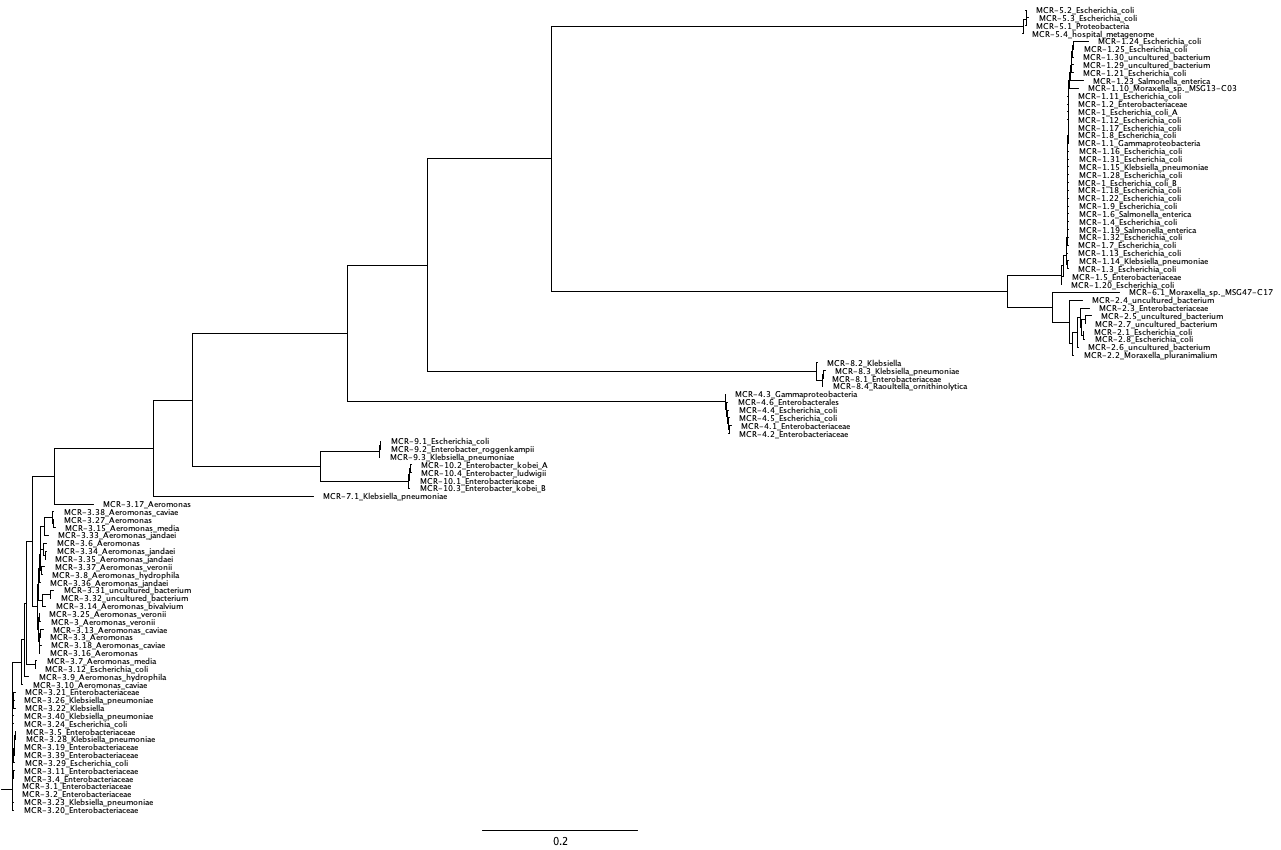 MCR-5.2_Escherichia_coli
MCR-5.3_Escherichia_coli
MCR-5.1_Proteobacteria
MCR-5.4_hospital_metagenome
MCR-1.24_Escherichia_coli
MCR-1.25_Escherichia_coli
MCR-1.30_uncultured_bacterium
MCR-1.29_uncultured_bacterium
MCR-1.21_Escherichia_coli
MCR-1.23_Salmonella_enterica
MCR-1.10_Moraxella_sp._MSG13-C03
MCR-1.11_Escherichia_coli
MCR-1.2_Enterobacteriaceae
MCR-1_Escherichia_coli_A
MCR-1.12_Escherichia_coli
MCR-1.17_Escherichia_coli
MCR-1.8_Escherichia_coli
MCR-1.1_Gammaproteobacteria
MCR-1.16_Escherichia_coli
MCR-1.31_Escherichia_coli
MCR-1.15_Klebsiella_pneumoniae
MCR-1.28_Escherichia_coli
MCR-1_Escherichia_coli_B
MCR-1.18_Escherichia_coli
MCR-1.22_Escherichia_coli
MCR-1.9_Escherichia_coli
MCR-1.6_Salmonella_enterica
MCR-1.4_Escherichia_coli
MCR-1.19_Salmonella_enterica
MCR-1.32_Escherichia_coli
MCR-1.7_Escherichia_coli
MCR-1.13_Escherichia_coli
MCR-1.14_Klebsiella_pneumoniae
MCR-1.3_Escherichia_coli
MCR-1.5_Enterobacteriaceae
MCR-1.20_Escherichia_coli
MCR-6.1_Moraxella_sp._MSG47-C17
MCR-2.4_uncultured_bacterium
MCR-2.3_Enterobacteriaceae
MCR-2.5_uncultured_bacterium
MCR-2.7_uncultured_bacterium
MCR-2.1_Escherichia_coli
MCR-2.8_Escherichia_coli
MCR-2.6_uncultured_bacterium
MCR-2.2_Moraxella_pluranimalium
MCR-8.2_Klebsiella
MCR-8.3_Klebsiella_pneumoniae
MCR-8.1_Enterobacteriaceae
MCR-8.4_Raoultella_ornithinolytica
MCR-4.3_Gammaproteobacteria
MCR-4.6_Enterobacterales
MCR-4.4_Escherichia_coli
MCR-4.5_Escherichia_coli
MCR-4.1_Enterobacteriaceae
MCR-4.2_Enterobacteriaceae
MCR-9.1_Escherichia_coli
MCR-9.2_Enterobacter_roggenkampii
MCR-9.3_Klebsiella_pneumoniae
MCR-10.2_Enterobacter_kobei_A
MCR-10.4_Enterobacter_ludwigii
MCR-10.1_Enterobacteriaceae
MCR-10.3_Enterobacter_kobei_B
MCR-7.1_Klebsiella_pneumoniae
MCR-3.17_Aeromonas
MCR-3.38_Aeromonas_caviae
MCR-3.27_Aeromonas
MCR-3.15_Aeromonas_media
MCR-3.33_Aeromonas_jandaei
MCR-3.6_Aeromonas
MCR-3.34_Aeromonas_jandaei
MCR-3.35_Aeromonas_jandaei
MCR-3.37_Aeromonas_veronii
MCR-3.8_Aeromonas_hydrophila
MCR-3.36_Aeromonas_jandaei
MCR-3.31_uncultured_bacterium
MCR-3.32_uncultured_bacterium
MCR-3.14_Aeromonas_bivalvium
MCR-3.25_Aeromonas_veronii
MCR-3_Aeromonas_veronii
MCR-3.13_Aeromonas_caviae
MCR-3.3_Aeromonas
MCR-3.18_Aeromonas_caviae
MCR-3.16_Aeromonas
MCR-3.7_Aeromonas_media
MCR-3.12_Escherichia_coli
MCR-3.9_Aeromonas_hydrophila
MCR-3.10_Aeromonas_caviae
MCR-3.21_Enterobacteriaceae
MCR-3.26_Klebsiella_pneumoniae
MCR-3.22_Klebsiella
MCR-3.40_Klebsiella_pneumoniae
MCR-3.24_Escherichia_coli
MCR-3.5_Enterobacteriaceae
MCR-3.28_Klebsiella_pneumoniae
MCR-3.19_Enterobacteriaceae
MCR-3.39_Enterobacteriaceae
MCR-3.29_Escherichia_coli
MCR-3.11_Enterobacteriaceae
MCR-3.4_Enterobacteriaceae
MCR-3.1_Enterobacteriaceae
MCR-3.2_Enterobacteriaceae
MCR-3.23_Klebsiella_pneumoniae
MCR-3.20_Enterobacteriaceae
0.2